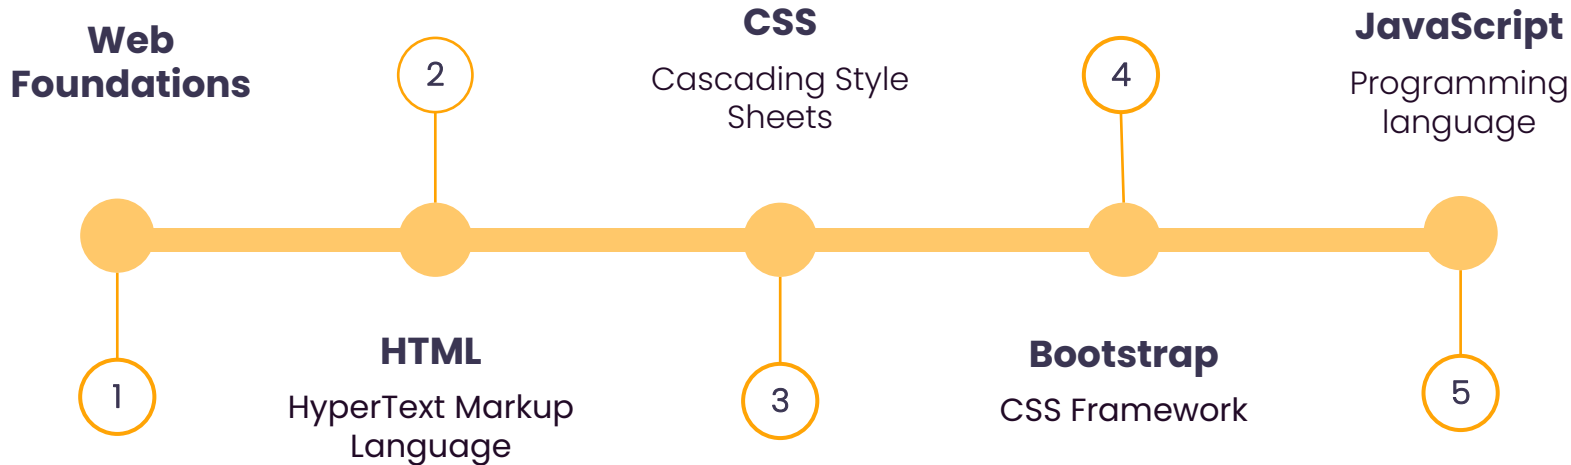 Web
Foundations
1
2
HTML
HyperText Markup
Language
CSS
Cascading Style
Sheets
3
4
Bootstrap
CSS Framework
JavaScript
Programming
language
5